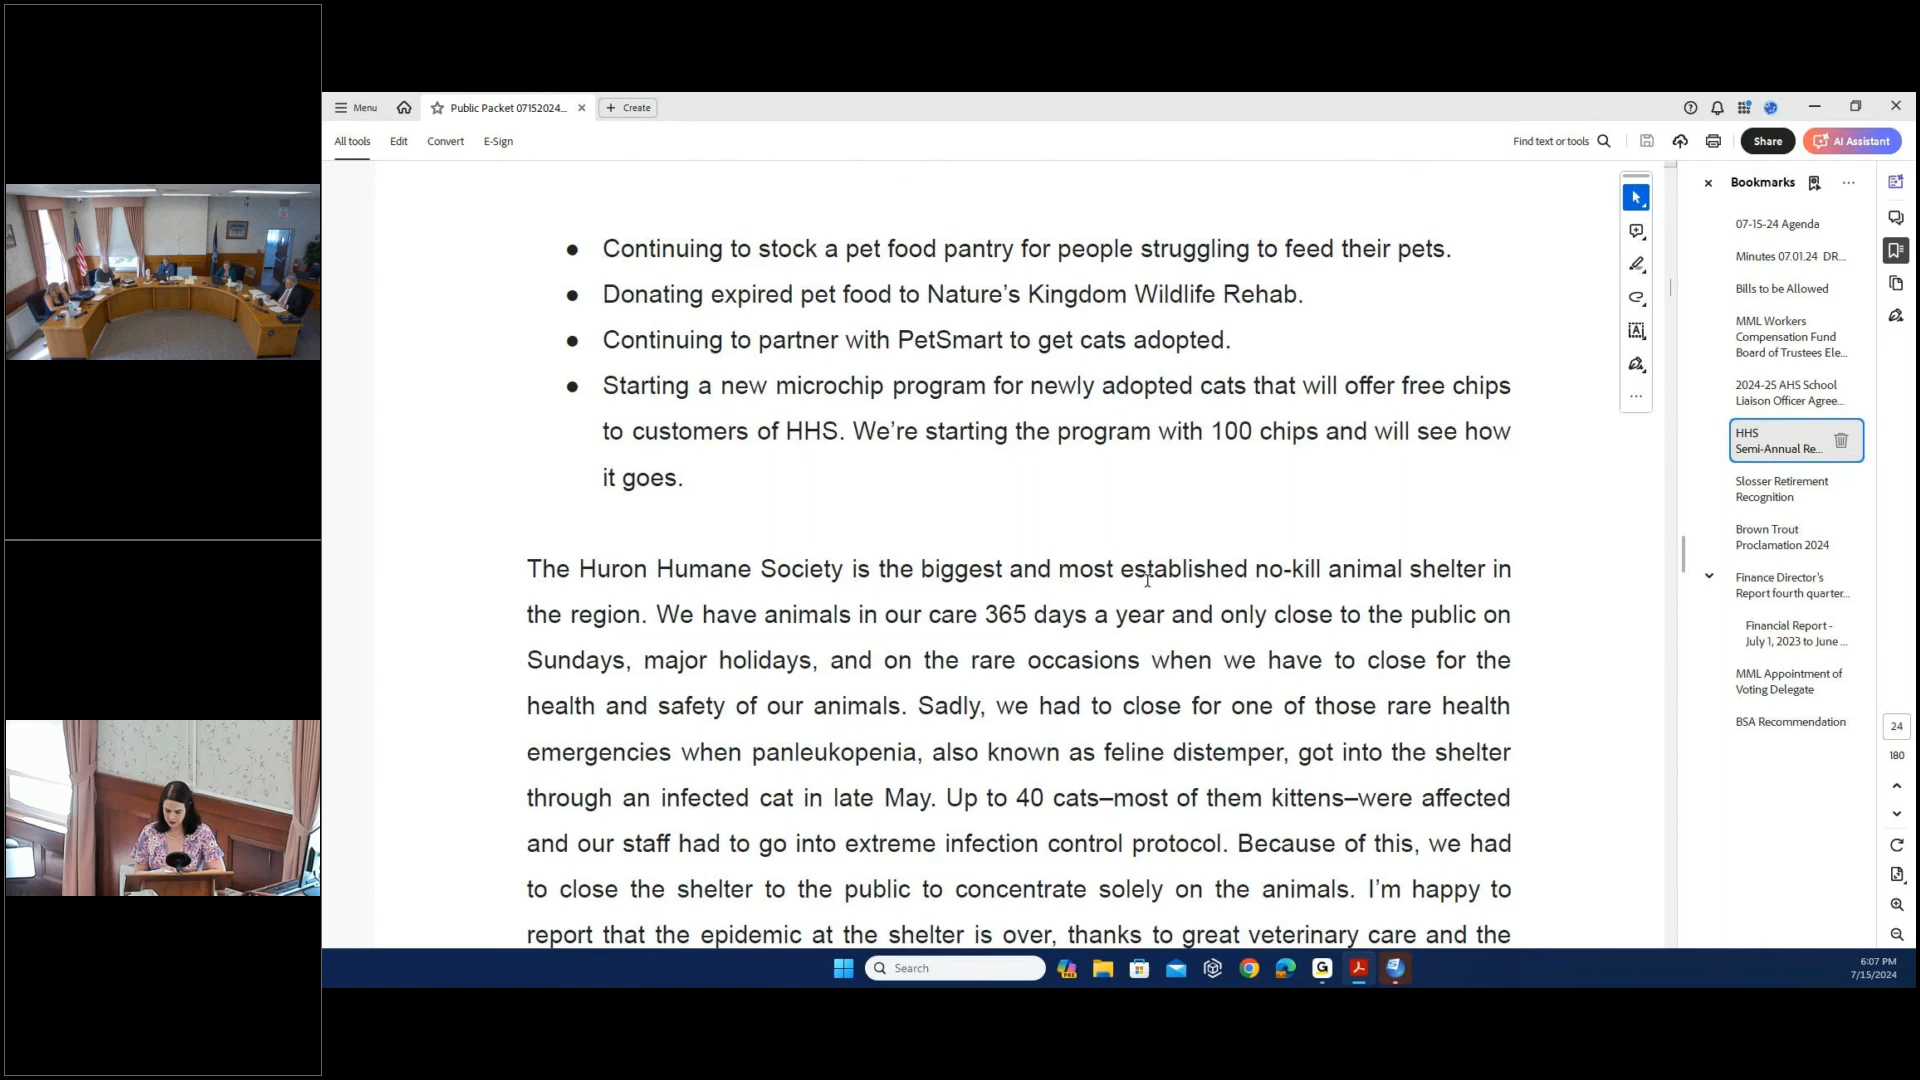 Menu
Public Packet 07152024...
Create
All tools
Edit
Convert
E-Sign
Find text or tools
Share
AI Assistant
● Continuing to stock a pet food pantry for people struggling to feed their pets.
● Donating expired pet food to Nature’s Kingdom Wildlife Rehab.
● Continuing to partner with PetSmart to get cats adopted.
● Starting a new microchip program for newly adopted cats that will offer free chips
to customers of HHS. We’re starting the program with 100 chips and will see how
it goes.
The Huron Humane Society is the biggest and most established no-kill animal shelter in
the region. We have animals in our care 365 days a year and only close to the public on
Sundays, major holidays, and on the rare occasions when we have to close for the
health and safety of our animals. Sadly, we had to close for one of those rare health
emergencies when panleukopenia, also known as feline distemper, got into the shelter
through an infected cat in late May. Up to 40 cats–most of them kittens–were affected
and our staff had to go into extreme infection control protocol. Because of this, we had
to close the shelter to the public to concentrate solely on the animals. I’m happy to
report that the epidemic at the shelter is over, thanks to great veterinary care and the
Bookmarks
07-15-24 Agenda
Minutes 07.01.24 DR...
Bills to be Allowed
MML Workers
Compensation Fund
Board of Trustees Ele...
2024-25 AHS School
Liaison Officer Agree...
HHS
Semi-Annual Re...
Slosser Retirement
Recognition
Brown Trout
Proclamation 2024
Finance Director's
Report fourth quarter...
Financial Report -
July 1, 2023 to June ...
MML Appointment of
Voting Delegate
BSA Recommendation
24
180
Search
6:07 PM
7/15/2024